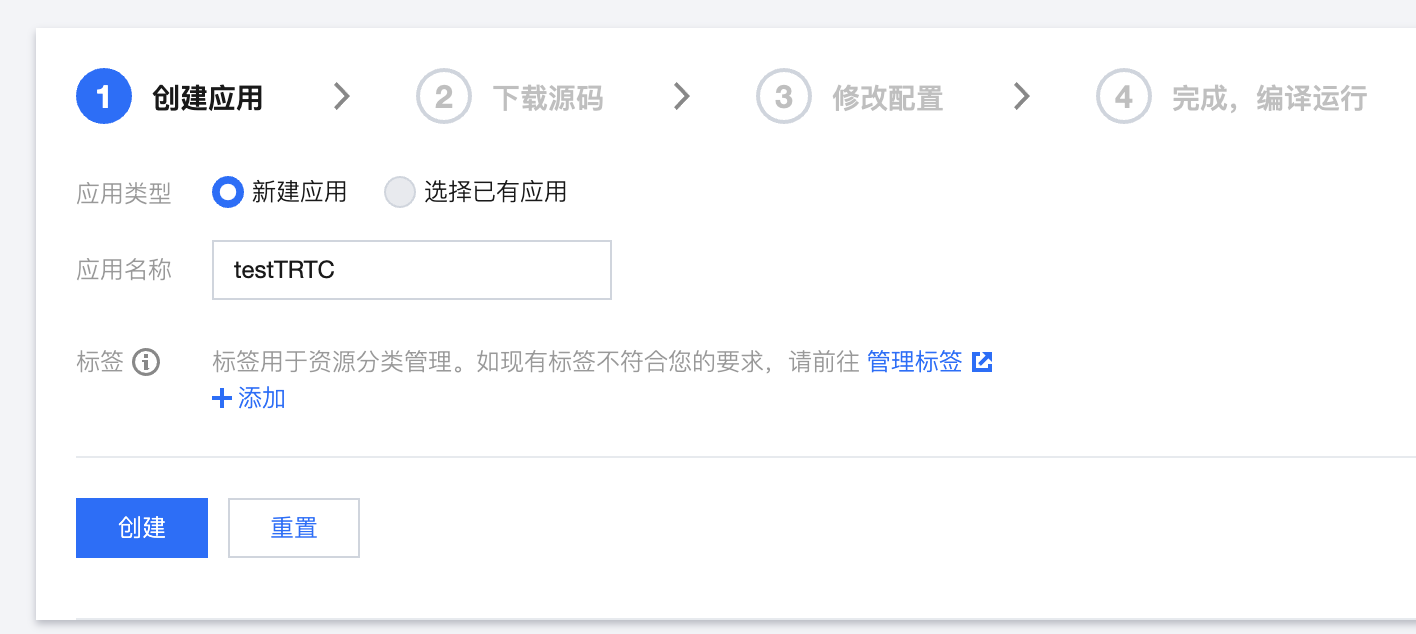 1 创建应用 2 下载源码 3 修改配置 4 完成，编译运行
应用类型 新建应用 选择已有应用
应用名称 testTRTC
标签 标签用于资源分类管理。如现有标签不符合您的要求，请前往 管理标签
添加
创建 重置